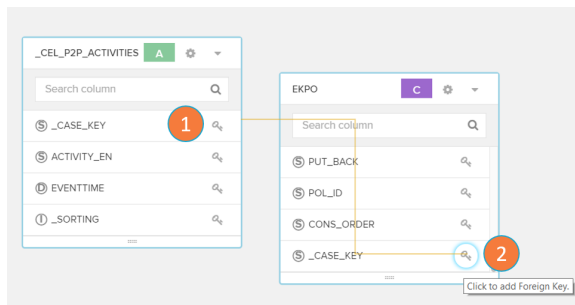 _CEL_P2P_ACTIVITIES A
Search column
S _CASE_KEY 1
S ACTIVITY_EN
D EVENTTIME
I _SORTING
EKPO C
Search column
S PUT_BACK
S POL_ID
S CONS_ORDER
S _CASE_KEY 2
Click to add Foreign Key.